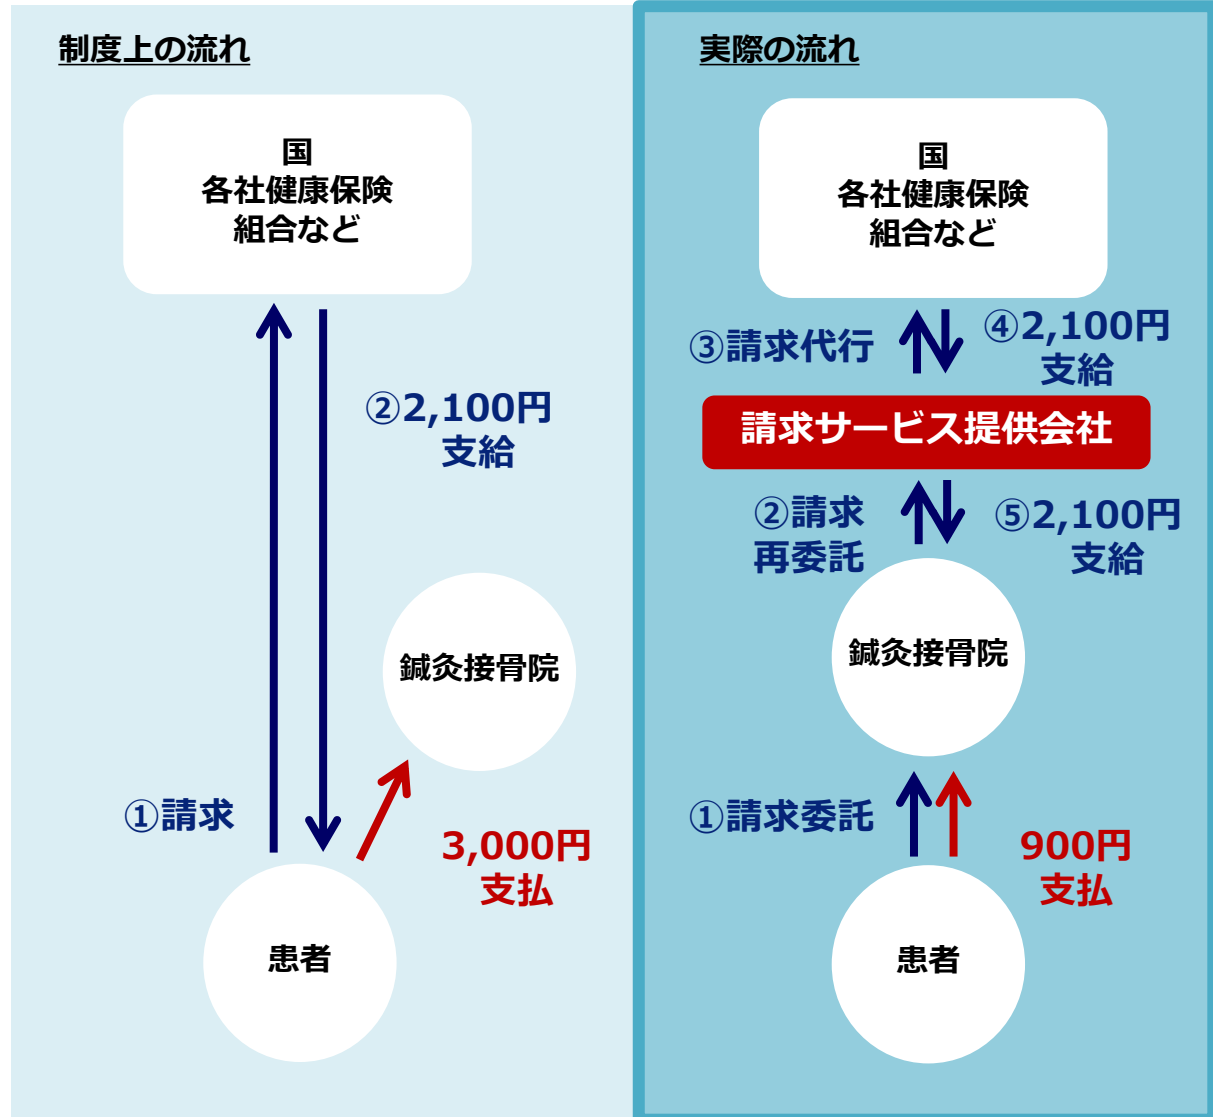 制度上の流れ
国
各社健康保険
組合など
②2,100円
支給
鍼灸接骨院
①請求
3,000円
支払
患者
実際の流れ
国
各社健康保険
組合など
③請求代行
④2,100円
支給
請求サービス提供会社
②請求
再委託
⑤2,100円
支給
鍼灸接骨院
①請求委託
900円
支払
患者